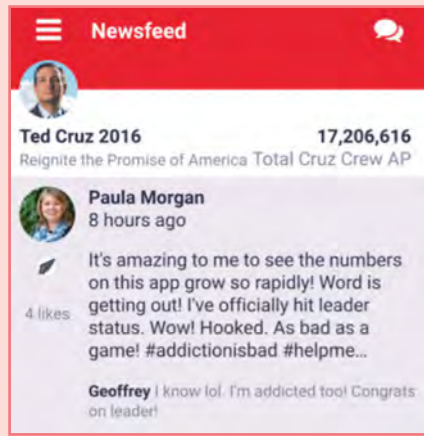 Newsfeed
Ted Cruz 2016 17,206,616
Reignite the Promise of America Total Cruz Crew AP
Paula Morgan
8 hours ago
It's amazing to me to see the numbers
on this app grow so rapidly! Word is
getting out! I've officially hit leader
status. Wow! Hooked. As bad as a
game! #addictionisbad #helpme...
4 likes
Geoffrey I know lol. I'm addicted too! Congrats
on leader!